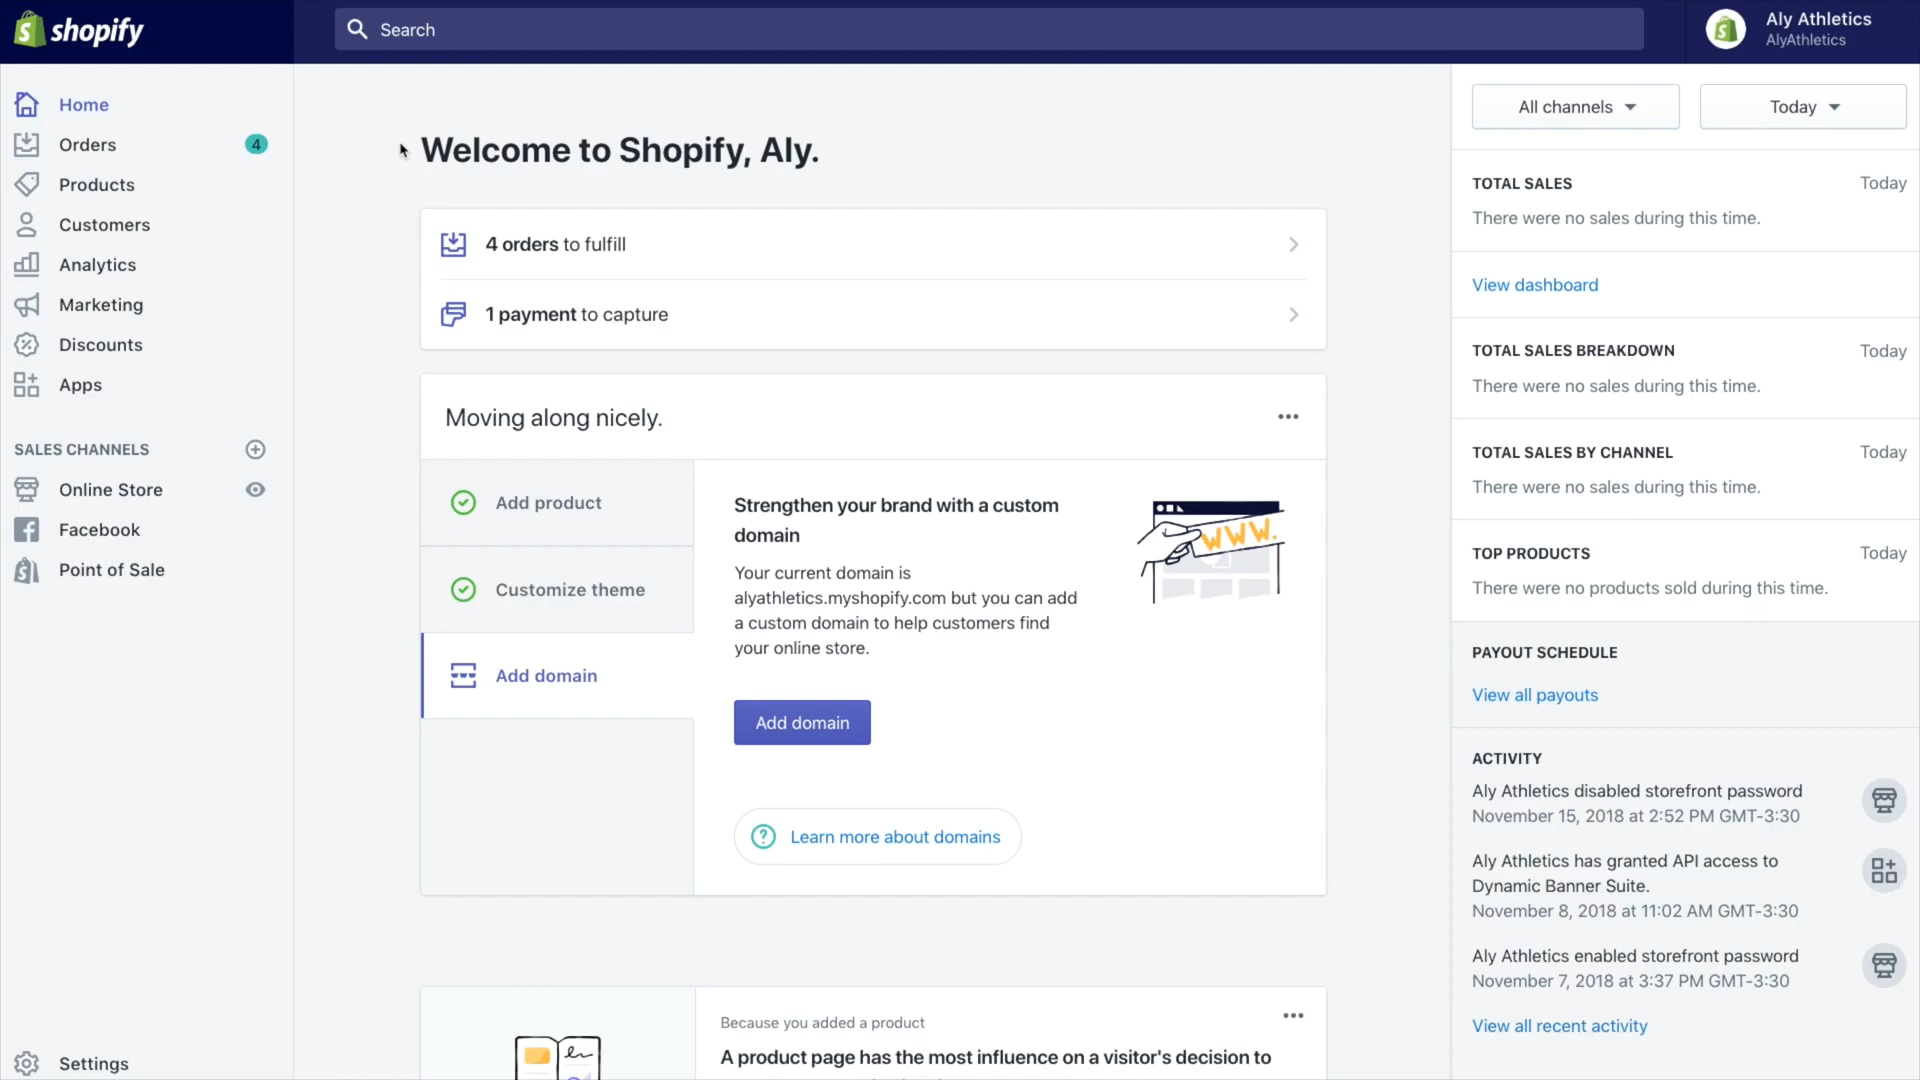 shopify
Search
Aly Athletics
AlyAthletics
Home
Orders
4
Products
Customers
Analytics
Marketing
Discounts
Apps
SALES CHANNELS
Online Store
Facebook
Point of Sale
Settings
Welcome to Shopify, Aly.
4 orders to fulfill
1 payment to capture
Moving along nicely.
Add product
Customize theme
Add domain
Strengthen your brand with a custom
domain
Your current domain is
alyathletics.myshopify.com but you can add
a custom domain to help customers find
your online store.
WWW.
Add domain
Learn more about domains
Because you added a product
A product page has the most influence on a visitor's decision to
All channels
Today
TOTAL SALES
Today
There were no sales during this time.
View dashboard
TOTAL SALES BREAKDOWN
Today
There were no sales during this time.
TOTAL SALES BY CHANNEL
Today
There were no sales during this time.
TOP PRODUCTS
Today
There were no products sold during this time.
PAYOUT SCHEDULE
View all payouts
ACTIVITY
Aly Athletics disabled storefront password
November 15, 2018 at 2:52 PM GMT-3:30
Aly Athletics has granted API access to
Dynamic Banner Suite.
November 8, 2018 at 11:02 AM GMT-3:30
Aly Athletics enabled storefront password
November 7, 2018 at 3:37 PM GMT-3:30
View all recent activity